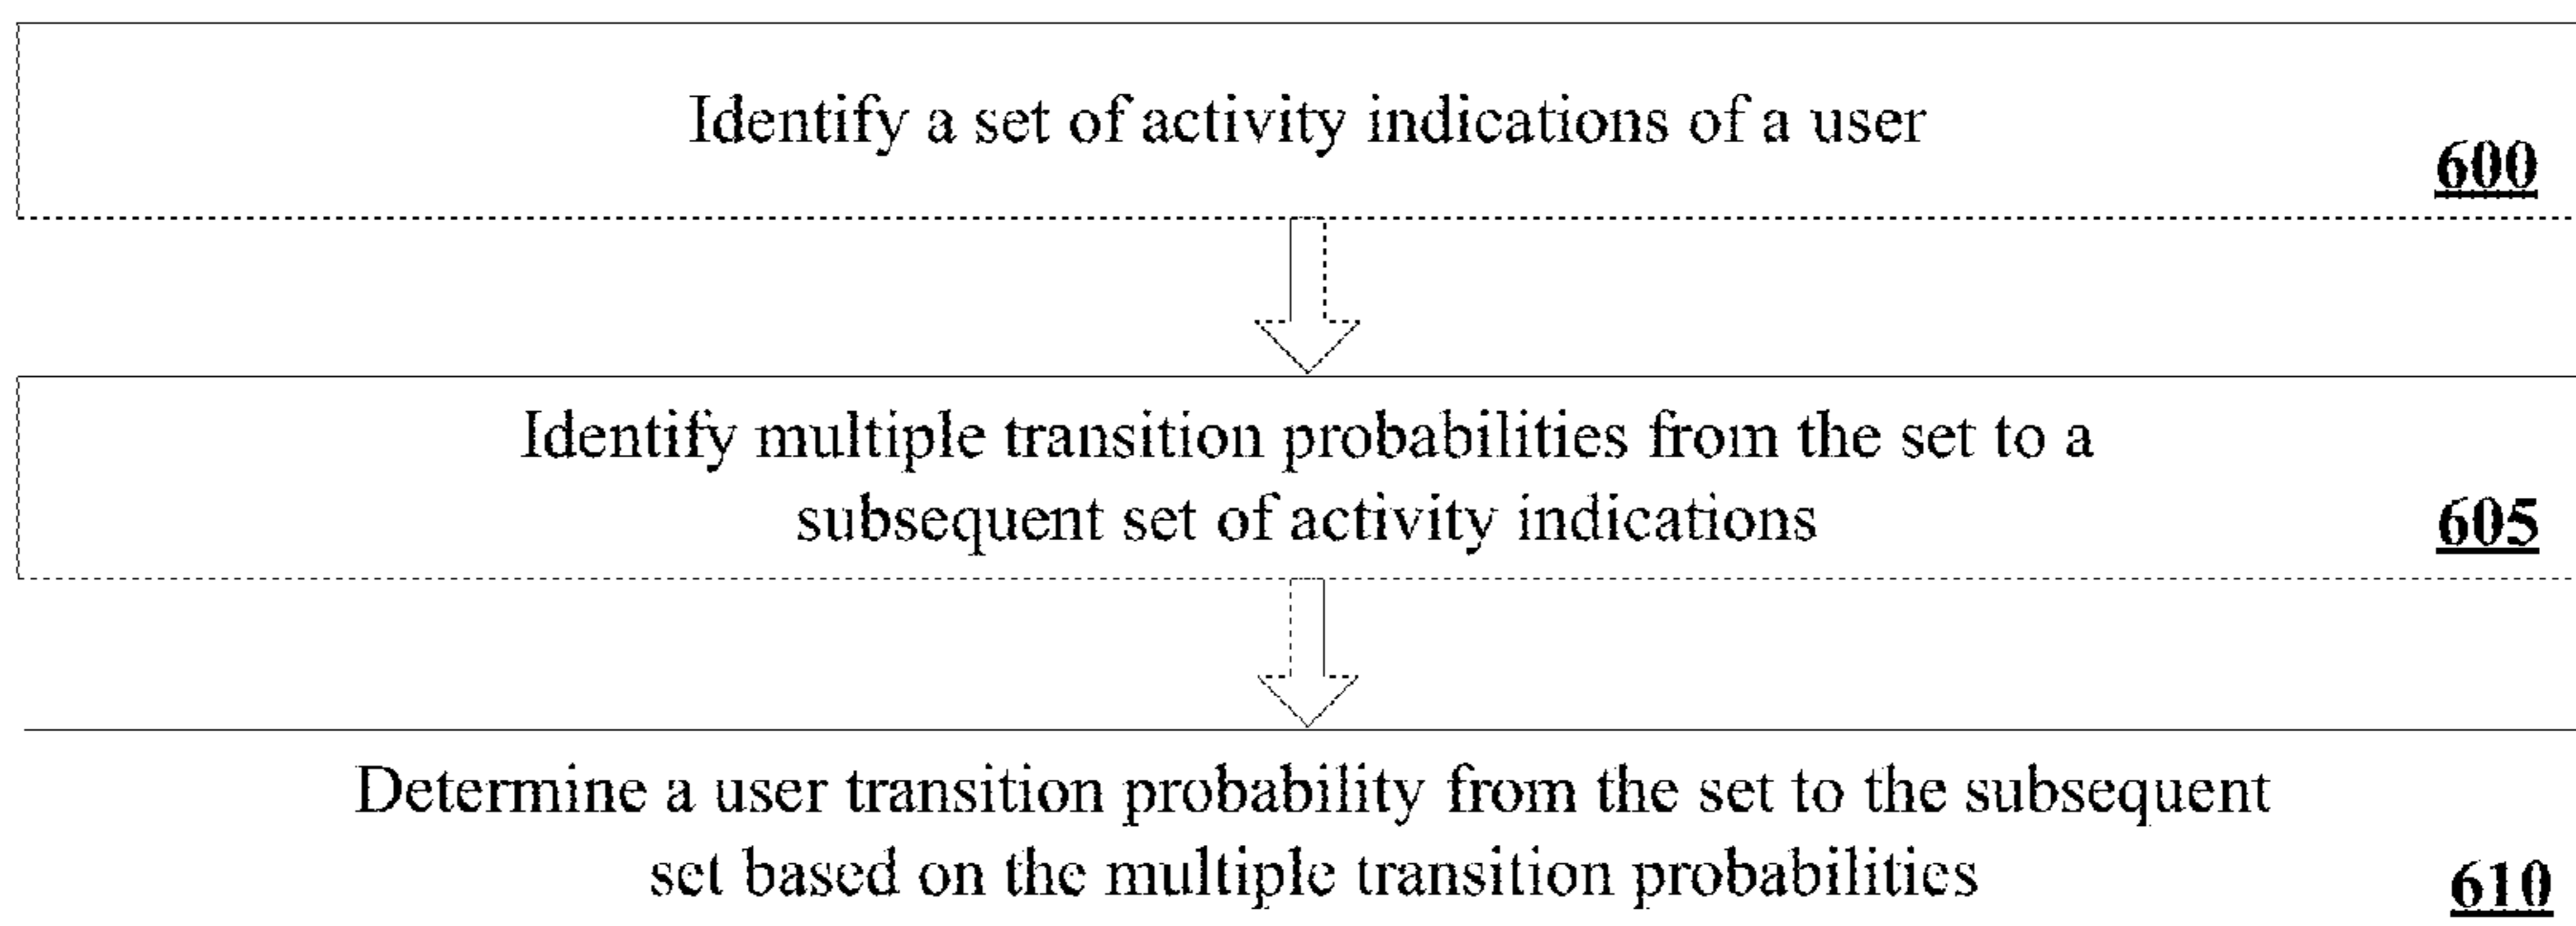 Identify a set of activity indications of a user
600
Identify multiple transition probabilities from the set to a
subsequent set of activity indications
605
Determine a user transition probability from the set to the subsequent
set based on the multiple transition probabilities
610